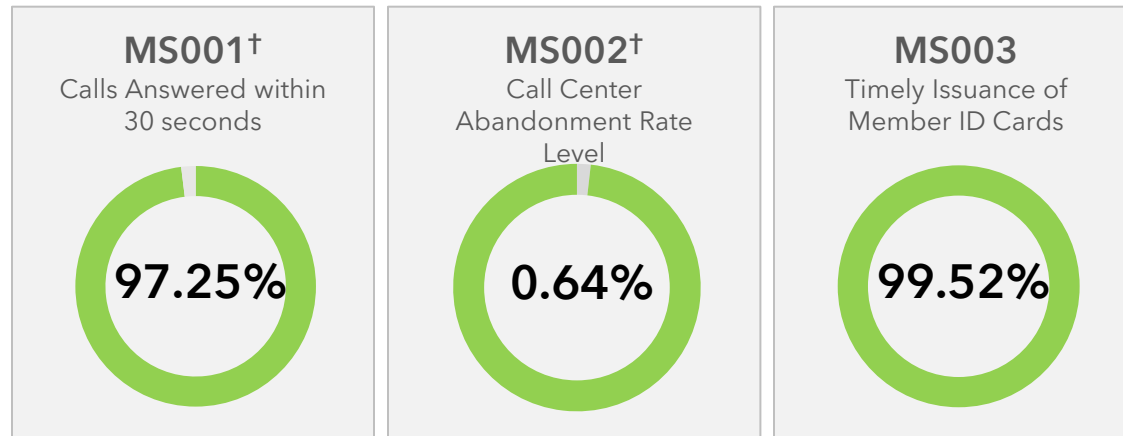 MS001†
Calls Answered within
30 seconds
97.25%
MS002†
Call Center
Abandonment Rate
Level
0.64%
MS003
Timely Issuance of
Member ID Cards
99.52%